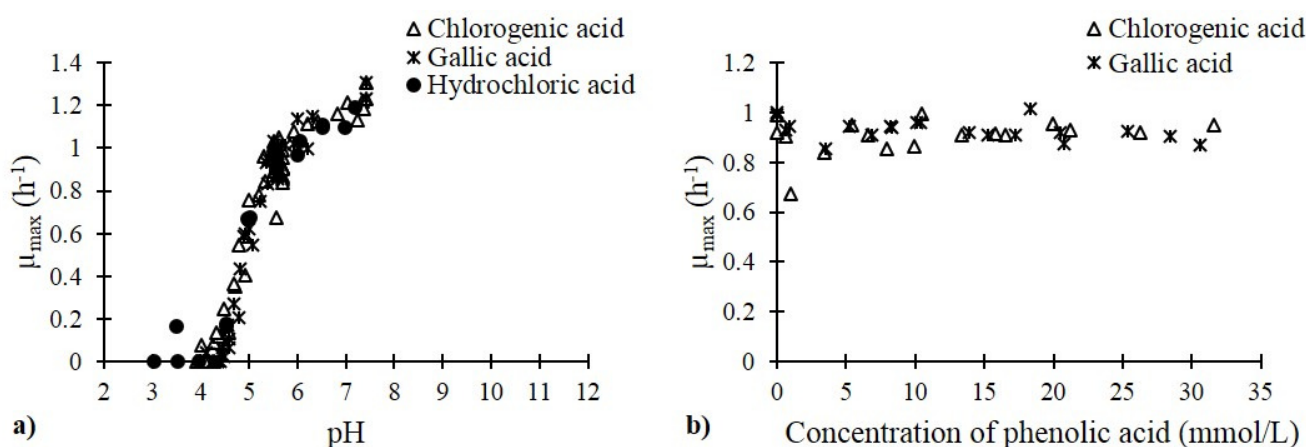 Chlorogenic acid
Gallic acid
Hydrochloric acid
1.4
1.2
1
0.8
0.6
0.4
0.2
0
μmax (h-1)
2 3 4 5 6 7 8 9 10 11 12
a) pH
Chlorogenic acid
Gallic acid
1.2
1
0.8
0.6
0.4
0.2
0
μmax (h-1)
0 5 10 15 20 25 30 35
b) Concentration of phenolic acid (mmol/L)